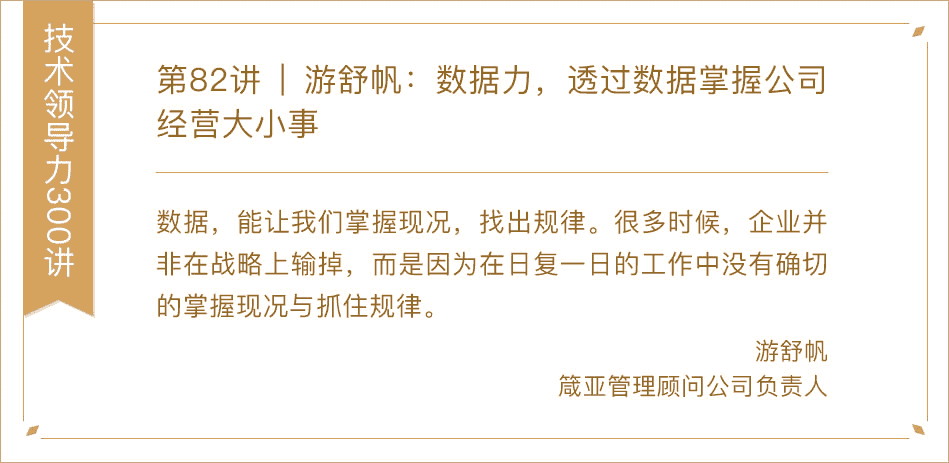 技术领导力300讲
第82讲 | 游舒帆：数据力，透过数据掌握公司
经营大小事
数据，能让我们掌握现况，找出规律。很多时候，企业并
非在战略上输掉，而是因为在日复一日的工作中没有确切
的掌握现况与抓住规律。
游舒帆
箴亚管理顾问公司负责人